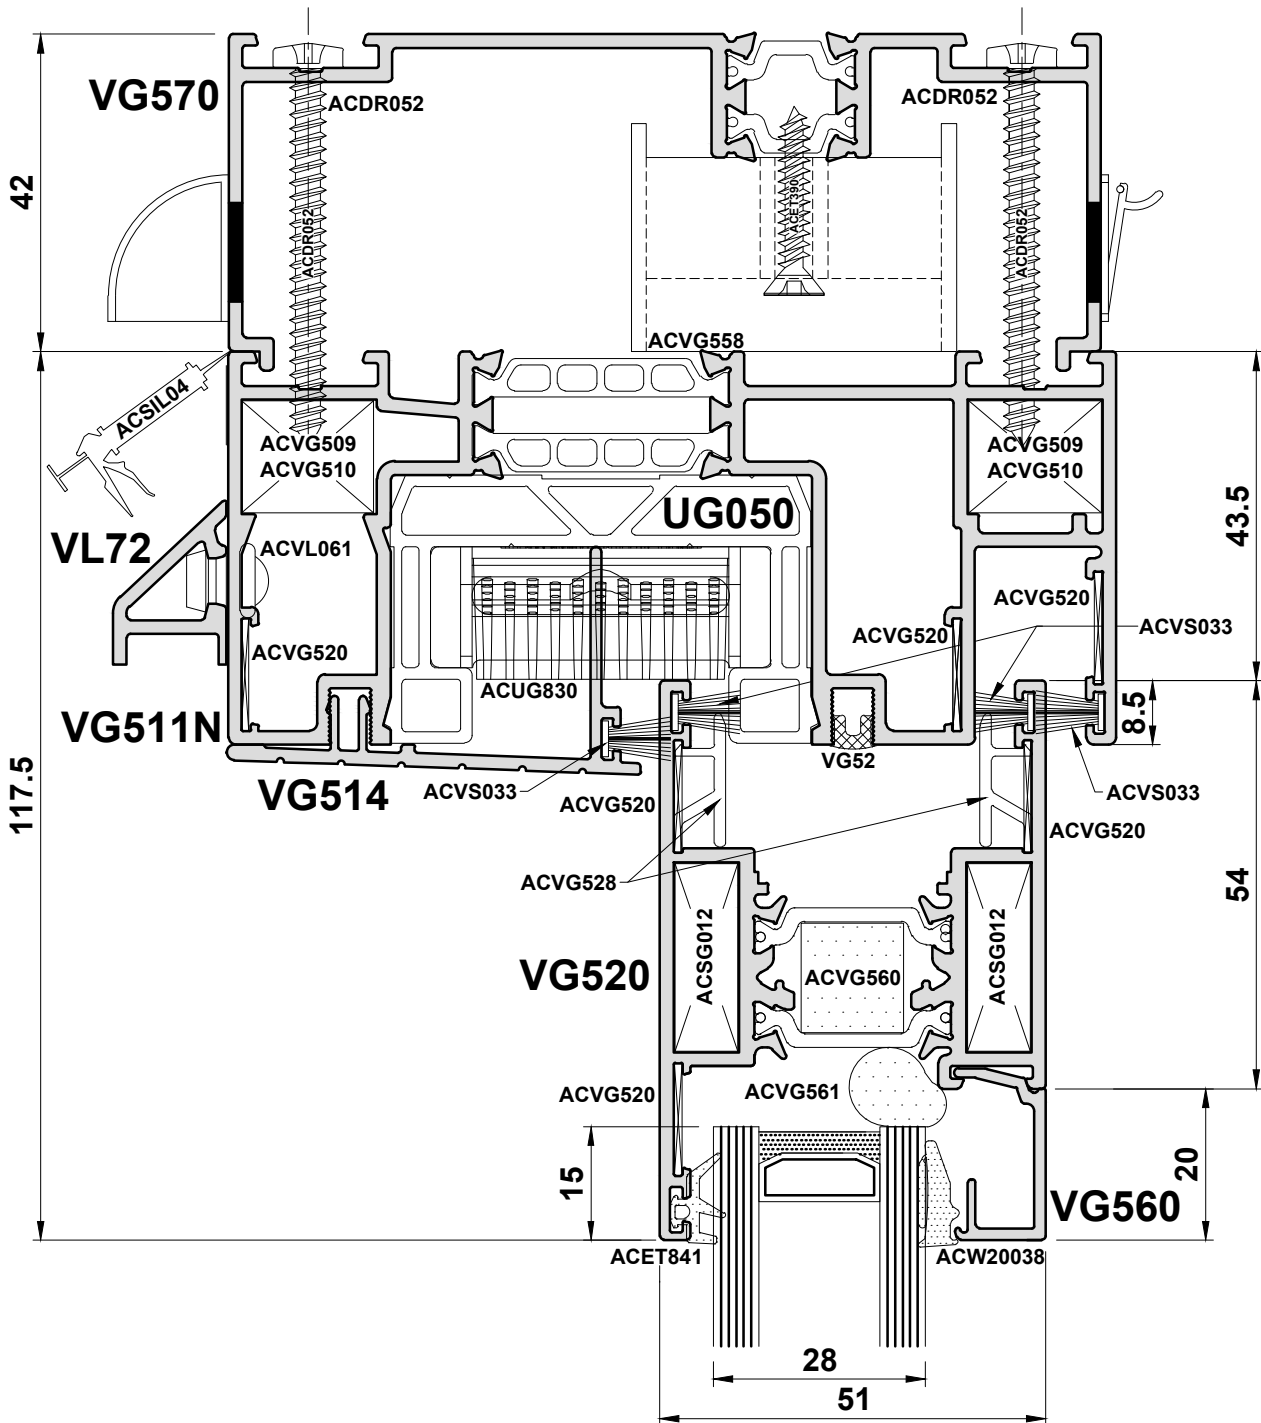 VG570
ACDR052
ACDR052
42
ACDR052
ACET390
ACDR052
ACVG558
ACSIL04
ACVG509
ACVG510
ACVG509
ACVG510
UG050
43.5
VL72
ACVL061
ACVG520
ACVG520
ACVS033
ACVG520
ACUG830
VG511N
8.5
VG52
VG514
ACVS033
ACVG520
ACVS033
ACVG520
117.5
ACVG528
54
VG520
ACSG012
ACVG560
ACSG012
ACVG520
ACVG561
15
20
VG560
ACET841
ACW20038
28
51